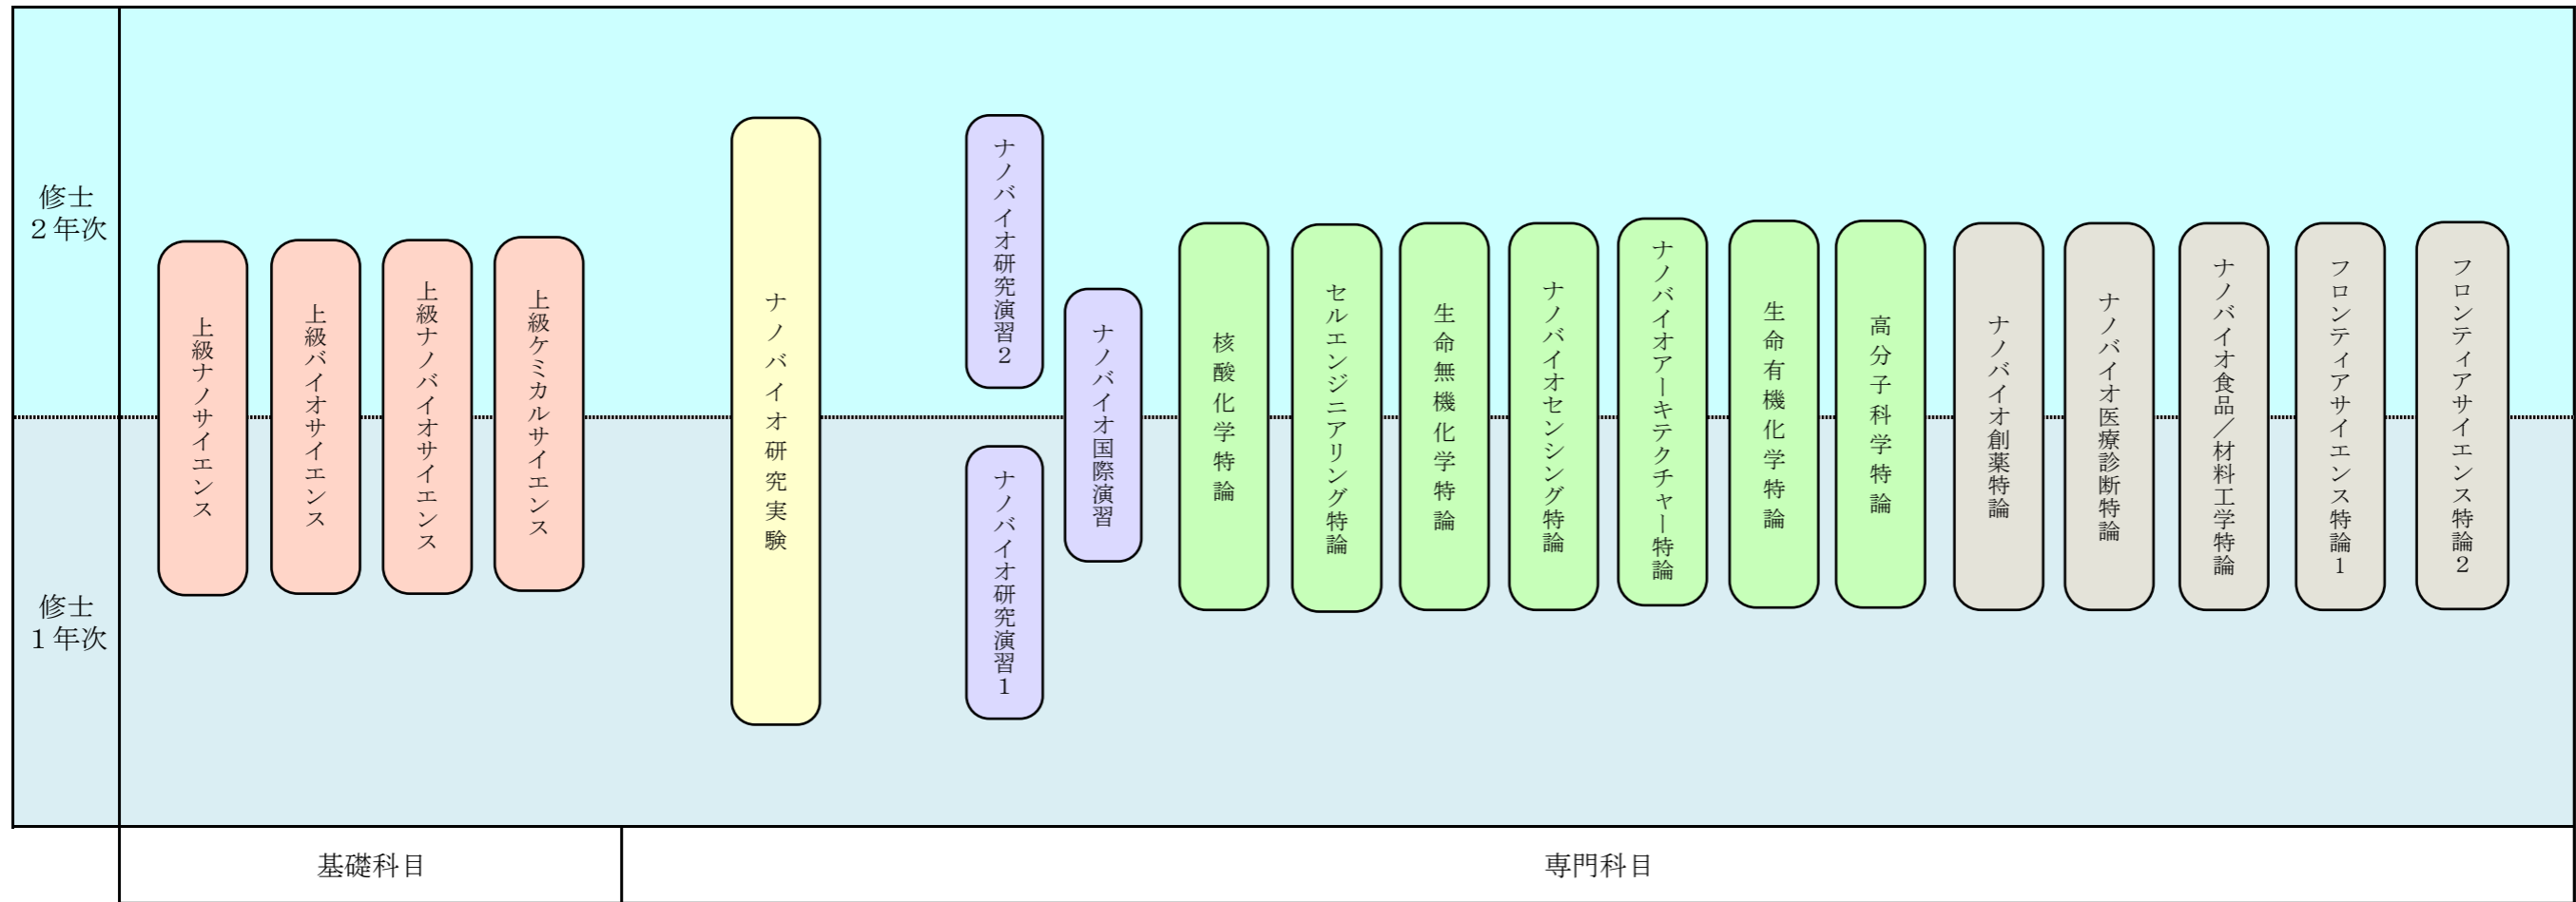 修士
２年次
修士
１年次
上級ナノサイエンス
上級バイオサイエンス
上級ナノバイオサイエンス
上級ケミカルサイエンス
ナノバイオ研究実験
ナノバイオ研究演習２
ナノバイオ研究演習１
ナノバイオ国際演習
核酸化学特論
セルエンジニアリング特論
生命無機化学特論
ナノバイオセンシング特論
ナノバイオアーキテクチャー特論
生命有機化学特論
高分子科学特論
ナノバイオ創薬特論
ナノバイオ医療診断特論
ナノバイオ食品／材料工学特論
フロンティアサイエンス特論１
フロンティアサイエンス特論２
基礎科目
専門科目